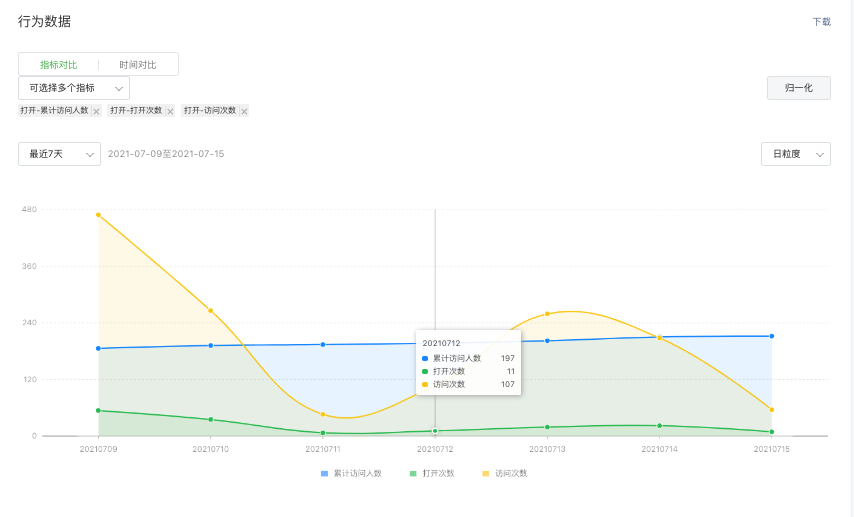 行为数据 下载
指标对比 时间对比
可选择多个指标 归一化
打开-累计访问人数 打开-打开次数 打开-访问次数
最近7天 2021-07-09至2021-07-15 日粒度
480
360
240
120
0
20210712
累计访问人数 197
打开次数 11
访问次数 107
20210709 20210710 20210711 20210712 20210713 20210714 20210715
累计访问人数 打开次数 访问次数